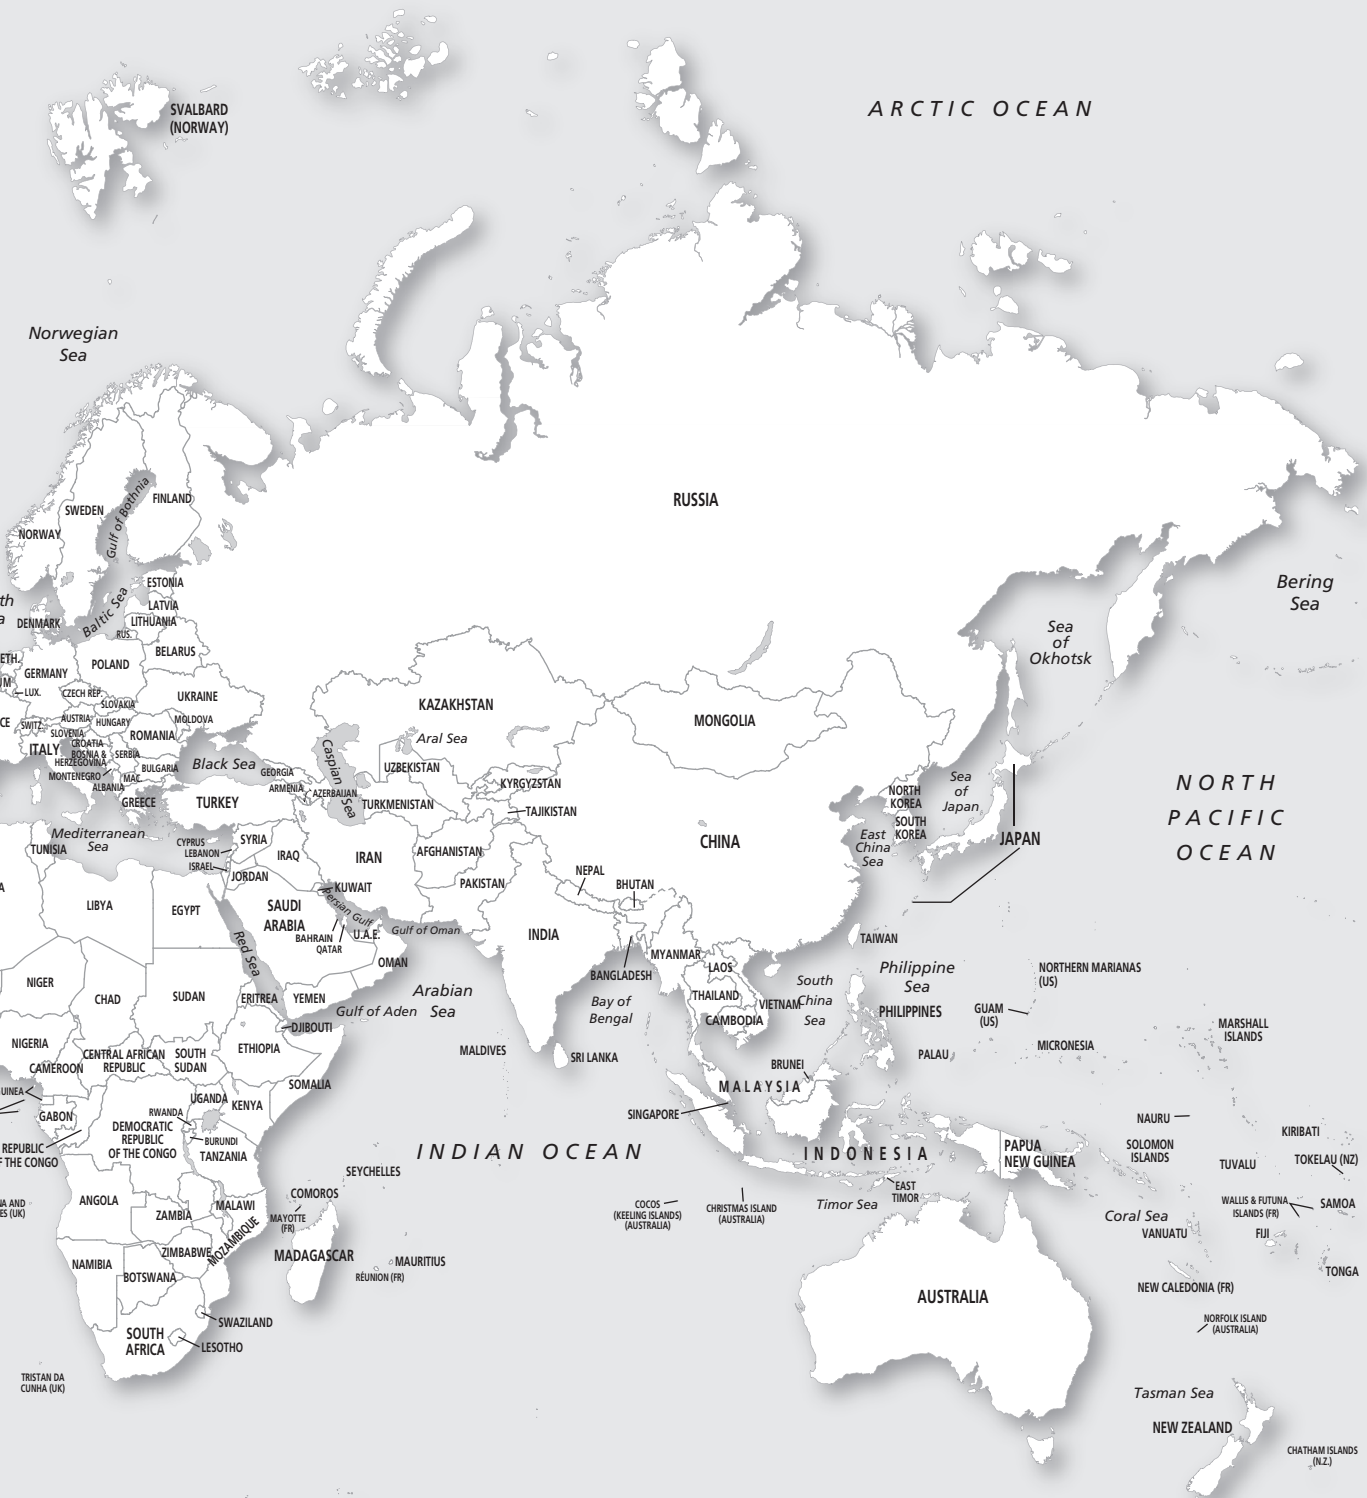 SVALBARD
(NORWAY)
ARCTIC OCEAN
Norwegian
Sea
RUSSIA
FINLAND
SWEDEN
NORWAY
Gulf of Bothnia
Baltic Sea
ESTONIA
LATVIA
LITHUANIA
RUS.
DENMARK
BELARUS
POLAND
GERMANY
LUX.
CZECH REP.
SLOVAKIA
UKRAINE
MOLDOVA
AUSTRIA
HUNGARY
SWITZ.
SLOVENIA
CROATIA
ROMANIA
ITALY
BOSNIA &
HERZEGOVINA
SERBIA
MONTENEGRO
BULGARIA
MAC.
ALBANIA
GREECE
Bering
Sea
Sea
of
Okhotsk
KAZAKHSTAN
MONGOLIA
Aral Sea
Caspian
Sea
Black Sea
GEORGIA
ARMENIA
AZERBAIJAN
UZBEKISTAN
KYRGYZSTAN
TURKMENISTAN
TAJIKISTAN
TURKEY
NORTH
KOREA
SOUTH
KOREA
Sea
of
Japan
JAPAN
East
China
Sea
CHINA
NORTH
PACIFIC
OCEAN
Mediterranean
Sea
TUNISIA
CYPRUS
LEBANON
ISRAEL
SYRIA
IRAQ
IRAN
JORDAN
KUWAIT
AFGHANISTAN
PAKISTAN
NEPAL
BHUTAN
LIBYA
EGYPT
SAUDI
ARABIA
Persian Gulf
BAHRAIN
QATAR
U.A.E.
Gulf of Oman
OMAN
INDIA
BANGLADESH
MYANMAR
LAOS
TAIWAN
Red Sea
Arabian
Sea
Bay of
Bengal
THAILAND
VIETNAM
CAMBODIA
South
China
Sea
Philippine
Sea
PHILIPPINES
NORTHERN MARIANAS
(US)
GUAM
(US)
NIGER
CHAD
SUDAN
ERITREA
YEMEN
Gulf of Aden
DJIBOUTI
NIGERIA
CAMEROON
CENTRAL AFRICAN
REPUBLIC
SOUTH
SUDAN
ETHIOPIA
SOMALIA
MALDIVES
SRI LANKA
BRUNEI
MALAYSIA
SINGAPORE
PALAU
MICRONESIA
MARSHALL
ISLANDS
GABON
REPUBLIC
UGANDA
KENYA
RWANDA
DEMOCRATIC
REPUBLIC
OF THE CONGO
BURUNDI
TANZANIA
INDIAN OCEAN
SEYCHELLES
INDONESIA
EAST
TIMOR
Timor Sea
PAPUA
NEW GUINEA
NAURU
SOLOMON
ISLANDS
KIRIBATI
TUVALU
TOKELAU (NZ)
ANGOLA
ZAMBIA
MALAWI
MOZAMBIQUE
COMOROS
MAYOTTE
(FR)
MADAGASCAR
COCOS
(KEELING ISLANDS)
(AUSTRALIA)
CHRISTMAS ISLAND
(AUSTRALIA)
Coral Sea
VANUATU
WALLIS & FUTUNA
ISLANDS (FR)
SAMOA
FIJI
TONGA
NEW CALEDONIA (FR)
NAMIBIA
ZIMBABWE
BOTSWANA
MAURITIUS
RÉUNION (FR)
AUSTRALIA
NORFOLK ISLAND
(AUSTRALIA)
SOUTH
AFRICA
SWAZILAND
LESOTHO
TRISTAN DA
CUNHA (UK)
Tasman Sea
NEW ZEALAND
CHATHAM ISLANDS
(N.Z.)